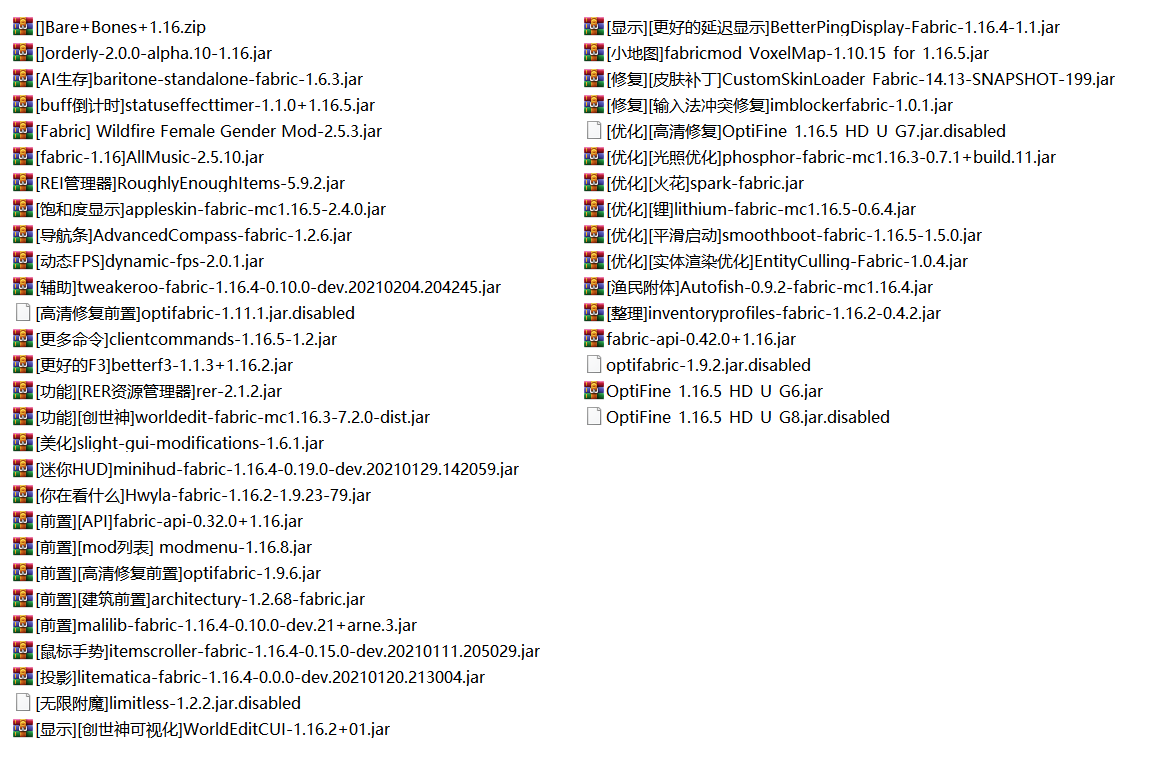 []Bare+Bones+1.16.zip
[]orderly-2.0.0-alpha.10-1.16.jar
[AI生存]baritone-standalone-fabric-1.6.3.jar
[buff倒计时]statuseffecttimer-1.1.0+1.16.5.jar
[Fabric] Wildfire Female Gender Mod-2.5.3.jar
[fabric-1.16]AllMusic-2.5.10.jar
[REI管理器]RoughlyEnoughItems-5.9.2.jar
[饱和度显示]appleskin-fabric-mc1.16.5-2.4.0.jar
[导航条]AdvancedCompass-fabric-1.2.6.jar
[动态FPS]dynamic-fps-2.0.1.jar
[辅助]tweakeroo-fabric-1.16.4-0.10.0-dev.20210204.204245.jar
[高清修复前置]optifabric-1.11.1.jar.disabled
[更多命令]clientcommands-1.16.5-1.2.jar
[更好的F3]betterf3-1.1.3+1.16.2.jar
[功能][RER资源管理器]rer-2.1.2.jar
[功能][创世神]worldedit-fabric-mc1.16.3-7.2.0-dist.jar
[美化]slight-gui-modifications-1.6.1.jar
[迷你HUD]minihud-fabric-1.16.4-0.19.0-dev.20210129.142059.jar
[你在看什么]Hwyla-fabric-1.16.2-1.9.23-79.jar
[前置][API]fabric-api-0.32.0+1.16.jar
[前置][mod列表] modmenu-1.16.8.jar
[前置][高清修复前置]optifabric-1.9.6.jar
[前置][建筑前置]architectury-1.2.68-fabric.jar
[前置]malilib-fabric-1.16.4-0.10.0-dev.21+arne.3.jar
[鼠标手势]itemscroller-fabric-1.16.4-0.15.0-dev.20210111.205029.jar
[投影]litematica-fabric-1.16.4-0.0.0-dev.20210120.213004.jar
[无限附魔]limitless-1.2.2.jar.disabled
[显示][创世神可视化]WorldEditCUI-1.16.2+01.jar
[显示][更好的延迟显示]BetterPingDisplay-Fabric-1.16.4-1.1.jar
[小地图]fabricmod_VoxelMap-1.10.15_for_1.16.5.jar
[修复][皮肤补丁]CustomSkinLoader_Fabric-14.13-SNAPSHOT-199.jar
[修复][输入法冲突修复]imblockerfabric-1.0.1.jar
[优化][高清修复]OptiFine_1.16.5_HD_U_G7.jar.disabled
[优化][光照优化]phosphor-fabric-mc1.16.3-0.7.1+build.11.jar
[优化][火花]spark-fabric.jar
[优化][锂]lithium-fabric-mc1.16.5-0.6.4.jar
[优化][平滑启动]smoothboot-fabric-1.16.5-1.5.0.jar
[优化][实体渲染优化]EntityCulling-Fabric-1.0.4.jar
[渔民附体]Autofish-0.9.2-fabric-mc1.16.4.jar
[整理]inventoryprofiles-fabric-1.16.2-0.4.2.jar
fabric-api-0.42.0+1.16.jar
optifabric-1.9.2.jar.disabled
OptiFine_1.16.5_HD_U_G6.jar
OptiFine_1.16.5_HD_U_G8.jar.disabled